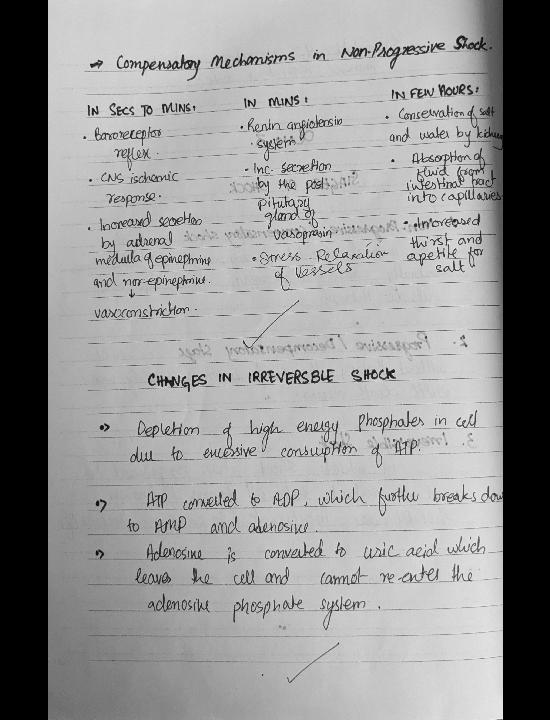 → Compensatory Mechanisms in Non-Progressive Shock.
IN SECS TO MINS:
• Baroreceptor
reflex.
• CNS ischemic
response.
• Increased secretion
by adrenal
medulla of epinephrine
and nor-epinephrine.
↓
vasoconstriction.
IN MINS:
• Renin angiotensin
system
• Inc. secretion
by the post
pituitary
gland of
vasopressin
• Stress-Relaxation
of Vessels
IN FEW HOURS:
• Conservation of salt
and water by kidney
• Absorption of
fluid from
intestinal tract
into capillaries
• Increased
thirst and
apetite for
salt
CHANGES IN IRREVERSBLE SHOCK
•) Depletion of high energy Phosphates in cell
due to excessive consumption of ATP.
•) ATP converted to ADP, which further breaks down
to AMP and adenosine.
•) Adenosine is converted to uric acid which
leaves the cell and cannot re-enter the
adenosine phosphate system.